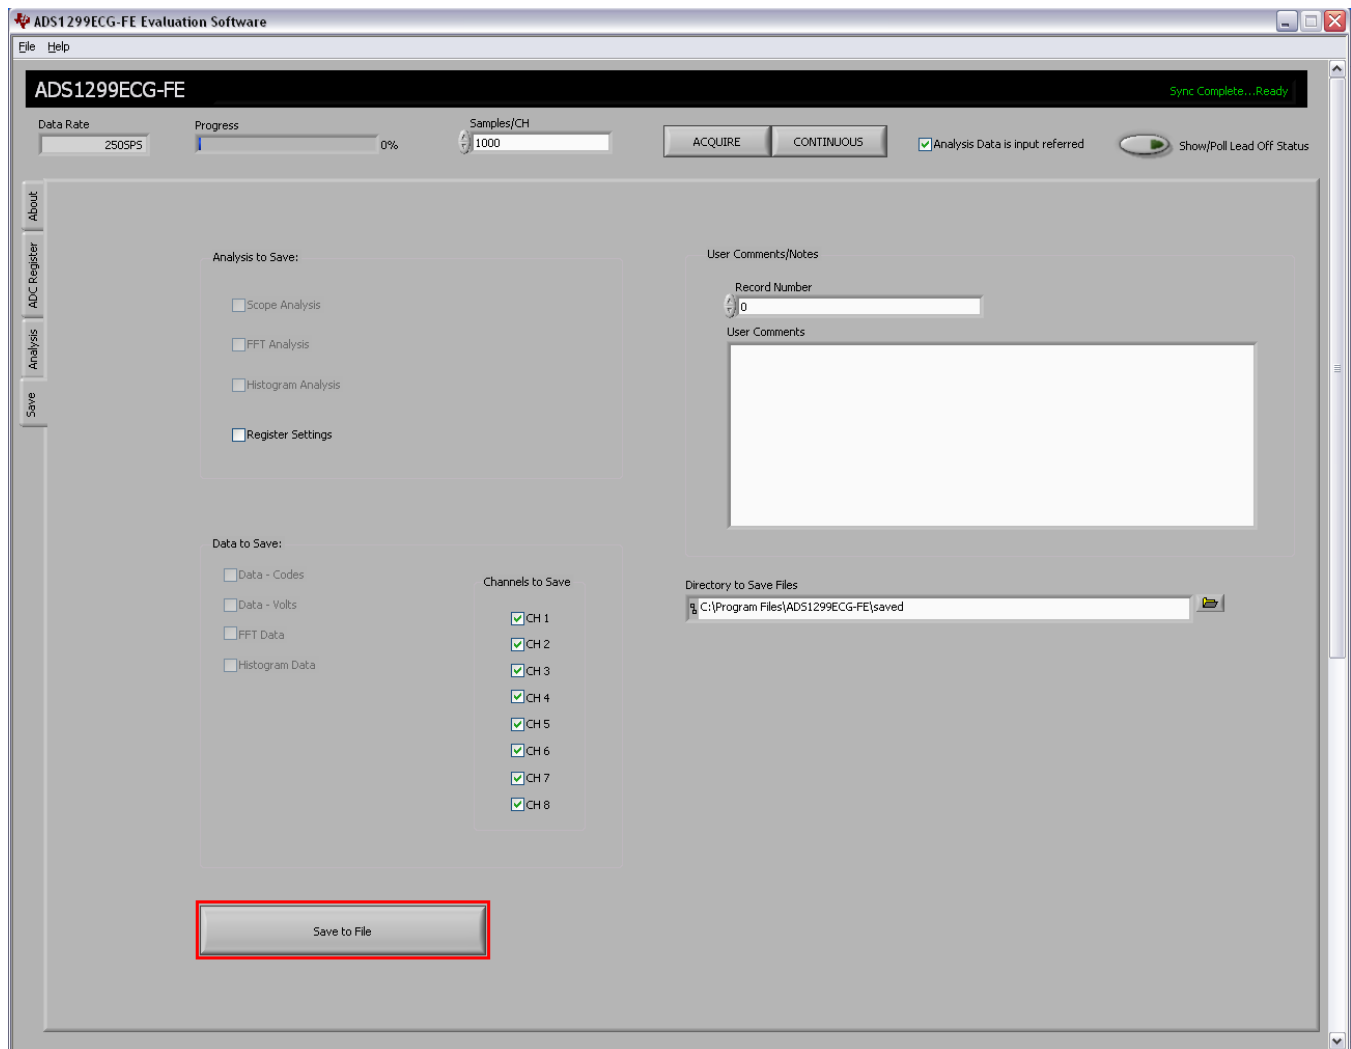 ADS1299ECG-FE Evaluation Software
File Help
ADS1299ECG-FE
Sync Complete...Ready
Data Rate
250SPS
Progress
0%
Samples/CH
1000
ACQUIRE
CONTINUOUS
Analysis Data is input referred
Show/Poll Lead Off Status
About
ADC Register
Analysis
Save
Analysis to Save:
Scope Analysis
FFT Analysis
Histogram Analysis
Register Settings
Data to Save:
Data - Codes
Data - Volts
FFT Data
Histogram Data
Channels to Save
CH 1
CH 2
CH 3
CH 4
CH 5
CH 6
CH 7
CH 8
Save to File
User Comments/Notes
Record Number
0
User Comments
Directory to Save Files
C:\Program Files\ADS1299ECG-FE\saved